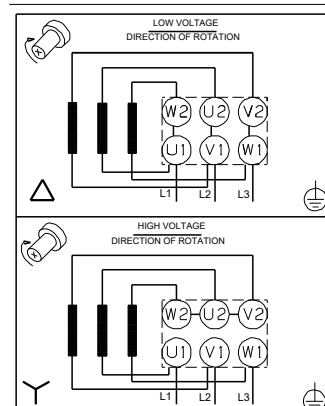 LOW VOLTAGE
DIRECTION OF ROTATION
W2 U2 V2
U1 V1 W1
L1 L2 L3
HIGH VOLTAGE
DIRECTION OF ROTATION
W2 U2 V2
U1 V1 W1
L1 L2 L3